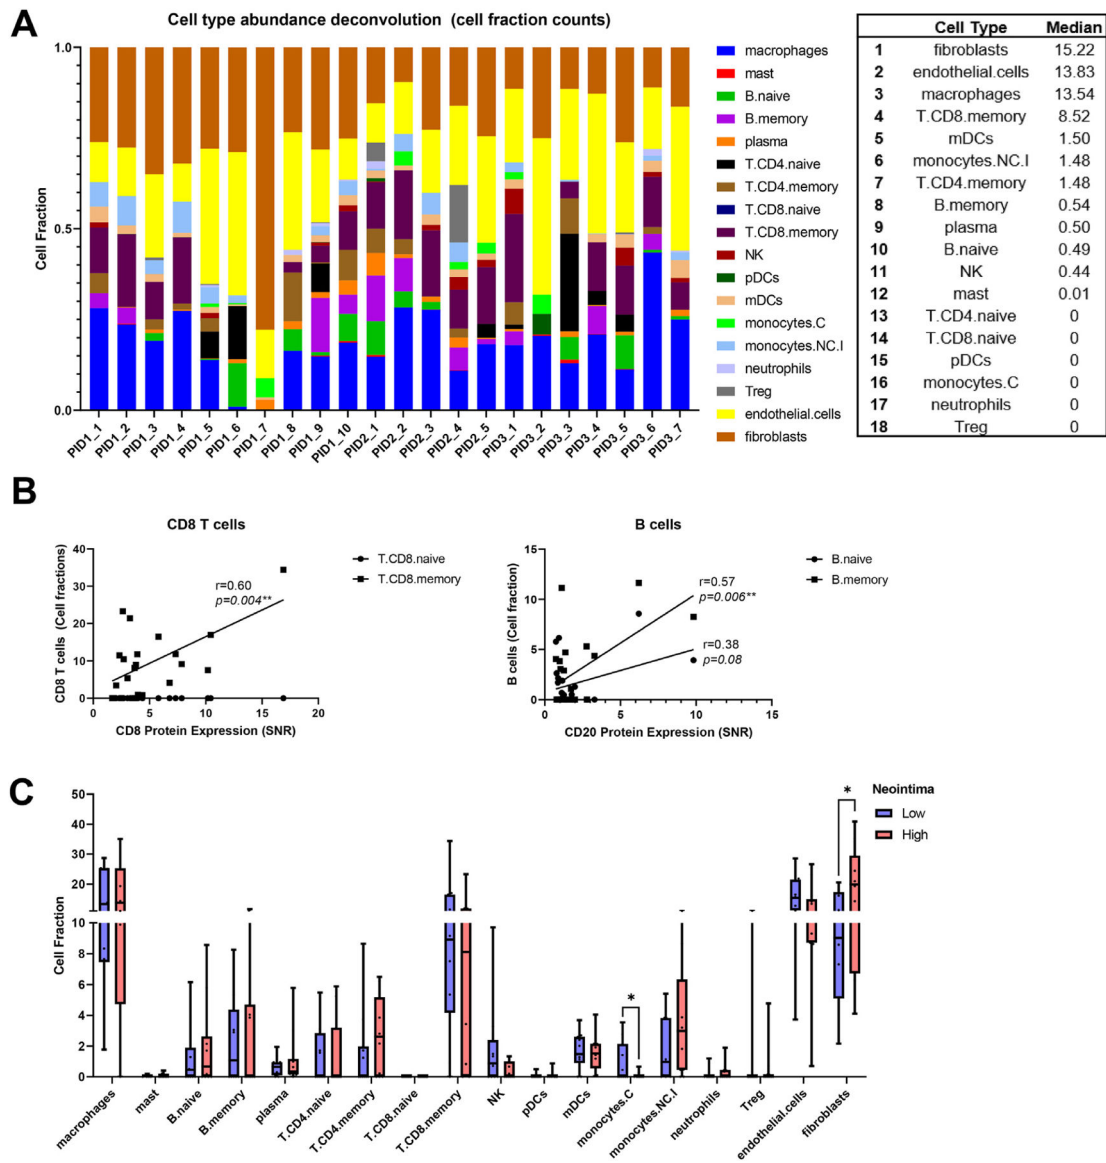 A
Cell type abundance deconvolution (cell fraction counts)
Cell Fraction
1.0
0.5
0.0
PID1_1
PID1_2
PID1_3
PID1_4
PID1_5
PID1_6
PID1_7
PID1_8
PID1_9
PID1_10
PID2_1
PID2_2
PID2_3
PID2_4
PID2_5
PID3_1
PID3_2
PID3_3
PID3_4
PID3_5
PID3_6
PID3_7
macrophages
mast
B.naive
B.memory
plasma
T.CD4.naive
T.CD4.memory
T.CD8.naive
T.CD8.memory
NK
pDCs
mDCs
monocytes.C
monocytes.NC.I
neutrophils
Treg
endothelial.cells
fibroblasts
Cell Type Median
1 fibroblasts 15.22
2 endothelial.cells 13.83
3 macrophages 13.54
4 T.CD8.memory 8.52
5 mDCs 1.50
6 monocytes.NC.I 1.48
7 T.CD4.memory 1.48
8 B.memory 0.54
9 plasma 0.50
10 B.naive 0.49
11 NK 0.44
12 mast 0.01
13 T.CD4.naive 0
14 T.CD8.naive 0
15 pDCs 0
16 monocytes.C 0
17 neutrophils 0
18 Treg 0
B
CD8 T cells
CD8 T cells (Cell fractions)
40
30
20
10
0
0 5 10 15 20
CD8 Protein Expression (SNR)
r=0.60
p=0.004**
T.CD8.naive
T.CD8.memory
B cells
B cells (Cell fraction)
15
10
5
0
0 5 10 15
CD20 Protein Expression (SNR)
r=0.57
p=0.006**
r=0.38
p=0.08
B.naive
B.memory
C
Cell Fraction
50
40
30
20
10
8
6
4
2
0
*
*
Neointima
Low
High
macrophages
mast
B.naive
B.memory
plasma
T.CD4.naive
T.CD4.memory
T.CD8.naive
T.CD8.memory
NK
pDCs
mDCs
monocytes.C
monocytes.NC.I
neutrophils
Treg
endothelial.cells
fibroblasts